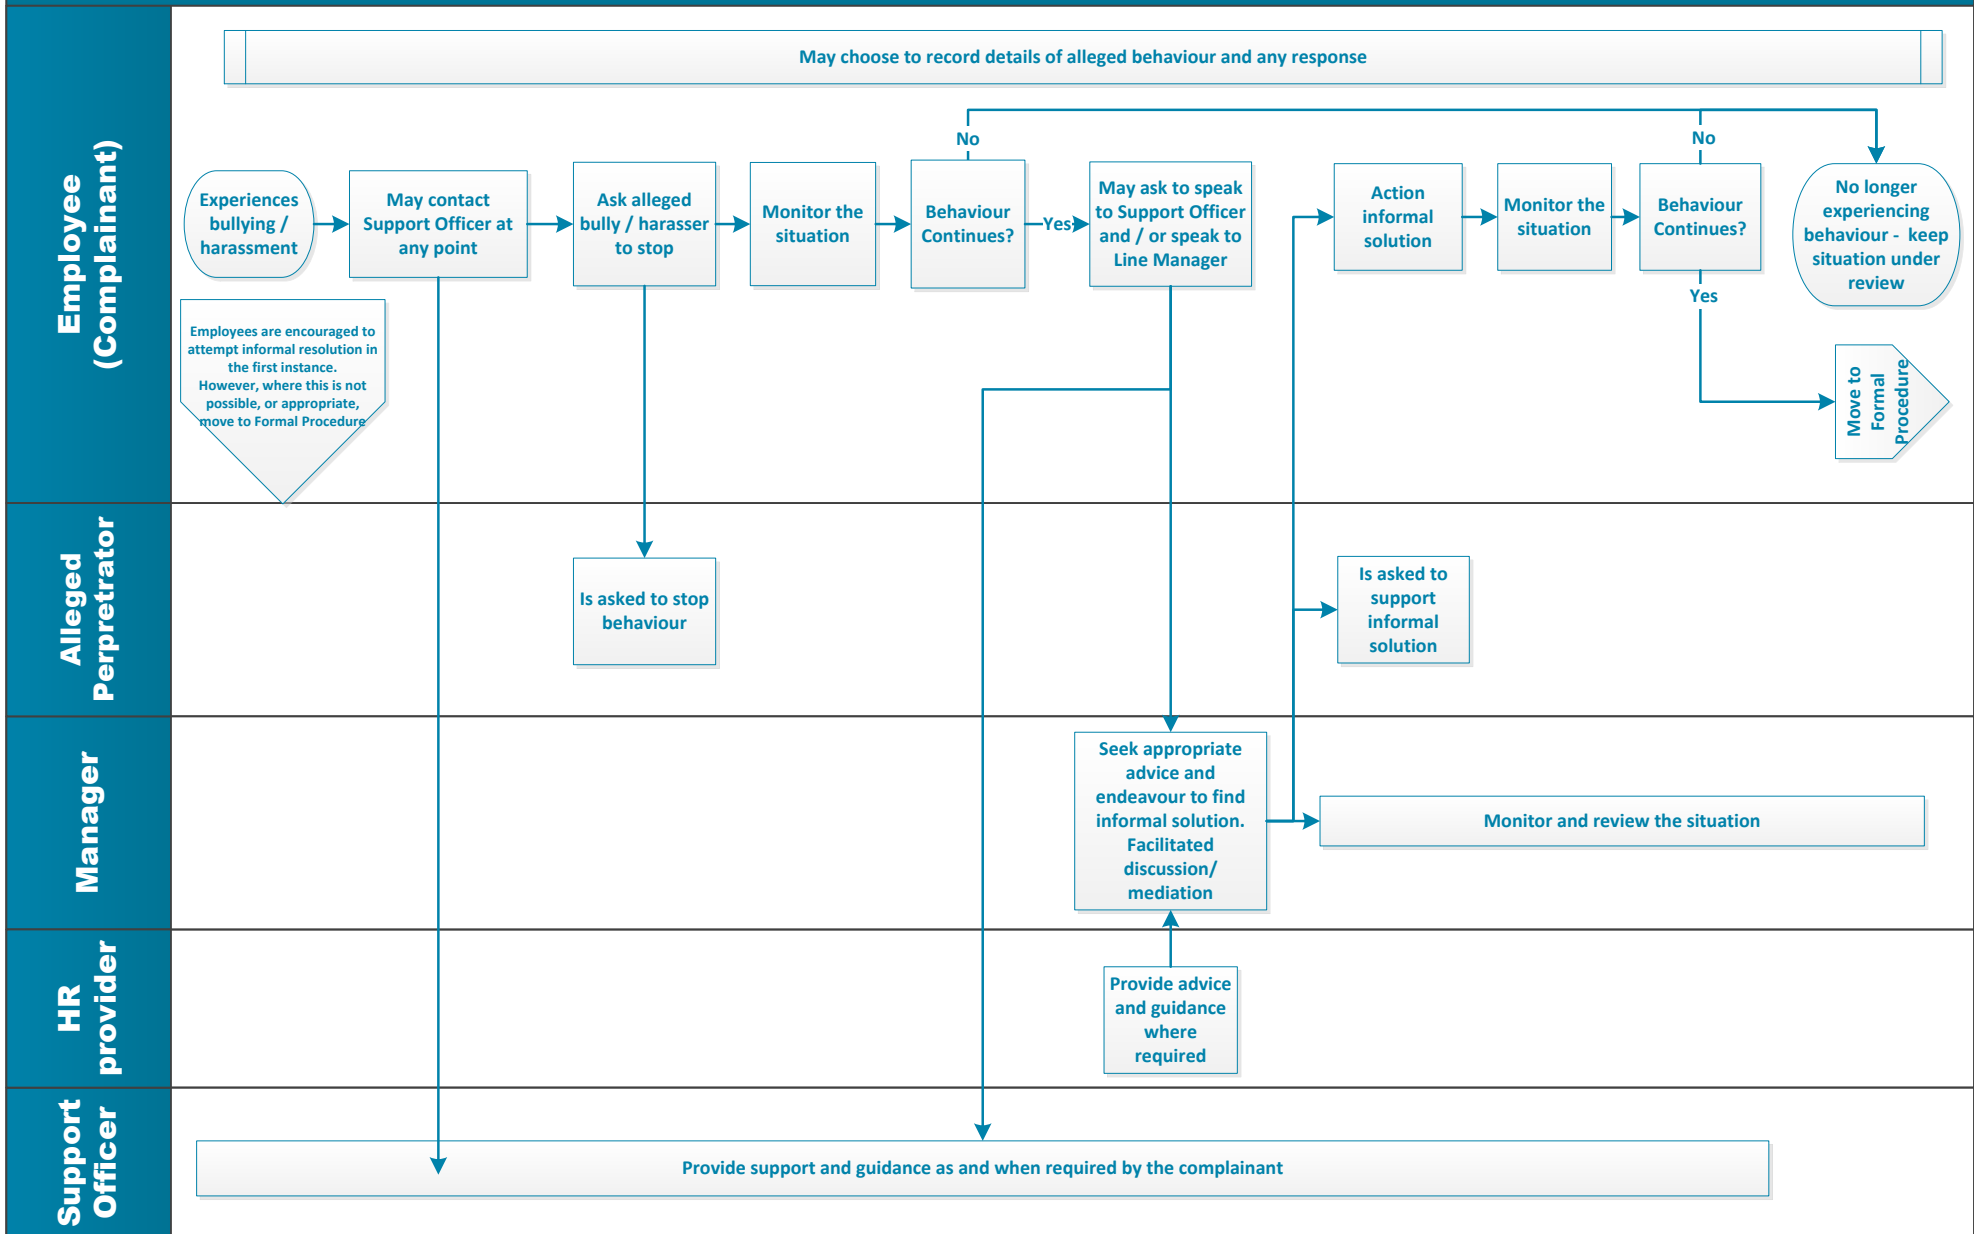 Employee
(Complainant)
May choose to record details of alleged behaviour and any response
Experiences
bullying /
harassment
May contact
Support Officer at
any point
Ask alleged
bully / harasser
to stop
Monitor the
situation
Behaviour
Continues?
No
Yes
May ask to speak
to Support Officer
and / or speak to
Line Manager
Action
informal
solution
Monitor the
situation
Behaviour
Continues?
No
Yes
No longer
experiencing
behaviour - keep
situation under
review
Move to
Formal
Procedure
Employees are encouraged to
attempt informal resolution in
the first instance.
However, where this is not
possible, or appropriate,
move to Formal Procedure
Alleged
Perpretrator
Is asked to stop
behaviour
Is asked to
support
informal
solution
Manager
Seek appropriate
advice and
endeavour to find
informal solution.
Facilitated
discussion/
mediation
Monitor and review the situation
HR
provider
Provide advice
and guidance
where
required
Support
Officer
Provide support and guidance as and when required by the complainant